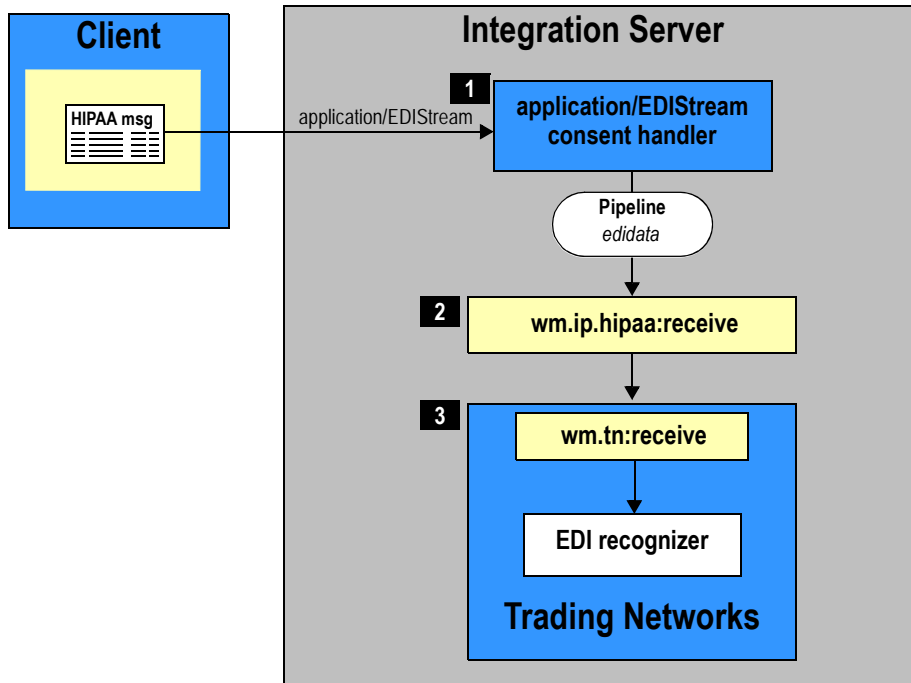 Client
HIPAA msg
application/EDIStream
Integration Server
1
application/EDIStream
consent handler
Pipeline
edidata
2
wm.ip.hipaa:receive
3
wm.tn:receive
EDI recognizer
Trading Networks